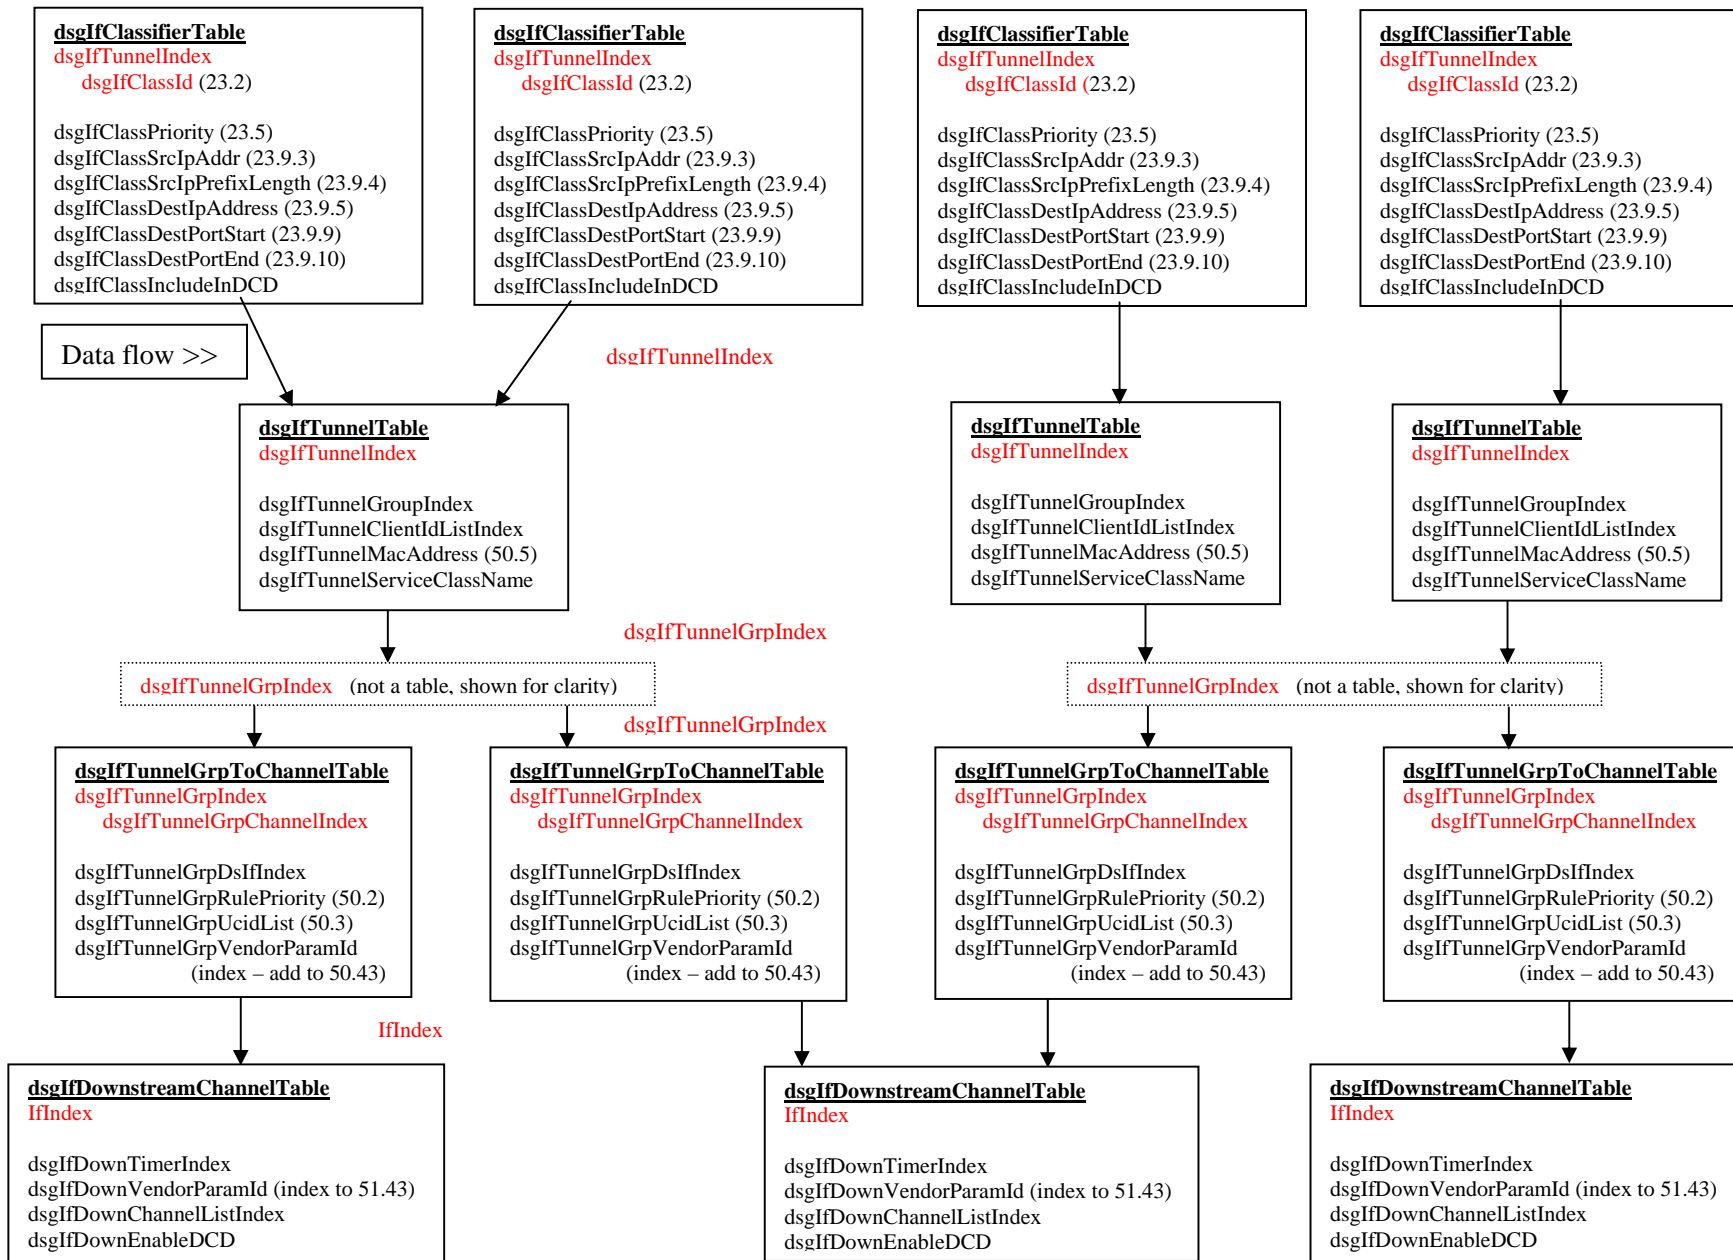 dsgIfClassifierTable
dsgIfTunnelIndex
dsgIfClassId (23.2)
dsgIfClassPriority (23.5)
dsgIfClassSrcIpAddr (23.9.3)
dsgIfClassSrcIpPrefixLength (23.9.4)
dsgIfClassDestIpAddress (23.9.5)
dsgIfClassDestPortStart (23.9.9)
dsgIfClassDestPortEnd (23.9.10)
dsgIfClassIncludeInDCD
dsgIfClassifierTable
dsgIfTunnelIndex
dsgIfClassId (23.2)
dsgIfClassPriority (23.5)
dsgIfClassSrcIpAddr (23.9.3)
dsgIfClassSrcIpPrefixLength (23.9.4)
dsgIfClassDestIpAddress (23.9.5)
dsgIfClassDestPortStart (23.9.9)
dsgIfClassDestPortEnd (23.9.10)
dsgIfClassIncludeInDCD
dsgIfClassifierTable
dsgIfTunnelIndex
dsgIfClassId (23.2)
dsgIfClassPriority (23.5)
dsgIfClassSrcIpAddr (23.9.3)
dsgIfClassSrcIpPrefixLength (23.9.4)
dsgIfClassDestIpAddress (23.9.5)
dsgIfClassDestPortStart (23.9.9)
dsgIfClassDestPortEnd (23.9.10)
dsgIfClassIncludeInDCD
dsgIfClassifierTable
dsgIfTunnelIndex
dsgIfClassId (23.2)
dsgIfClassPriority (23.5)
dsgIfClassSrcIpAddr (23.9.3)
dsgIfClassSrcIpPrefixLength (23.9.4)
dsgIfClassDestIpAddress (23.9.5)
dsgIfClassDestPortStart (23.9.9)
dsgIfClassDestPortEnd (23.9.10)
dsgIfClassIncludeInDCD
Data flow >>
dsgIfTunnelIndex
dsgIfTunnelTable
dsgIfTunnelIndex
dsgIfTunnelGroupIndex
dsgIfTunnelClientIdListIndex
dsgIfTunnelMacAddress (50.5)
dsgIfTunnelServiceClassName
dsgIfTunnelTable
dsgIfTunnelIndex
dsgIfTunnelGroupIndex
dsgIfTunnelClientIdListIndex
dsgIfTunnelMacAddress (50.5)
dsgIfTunnelServiceClassName
dsgIfTunnelTable
dsgIfTunnelIndex
dsgIfTunnelGroupIndex
dsgIfTunnelClientIdListIndex
dsgIfTunnelMacAddress (50.5)
dsgIfTunnelServiceClassName
dsgIfTunnelGrpIndex
dsgIfTunnelGrpIndex (not a table, shown for clarity)
dsgIfTunnelGrpIndex (not a table, shown for clarity)
dsgIfTunnelGrpIndex
dsgIfTunnelGrpToChannelTable
dsgIfTunnelGrpIndex
dsgIfTunnelGrpChannelIndex
dsgIfTunnelGrpDsIfIndex
dsgIfTunnelGrpRulePriority (50.2)
dsgIfTunnelGrpUcidList (50.3)
dsgIfTunnelGrpVendorParamId
(index – add to 50.43)
dsgIfTunnelGrpToChannelTable
dsgIfTunnelGrpIndex
dsgIfTunnelGrpChannelIndex
dsgIfTunnelGrpDsIfIndex
dsgIfTunnelGrpRulePriority (50.2)
dsgIfTunnelGrpUcidList (50.3)
dsgIfTunnelGrpVendorParamId
(index – add to 50.43)
dsgIfTunnelGrpToChannelTable
dsgIfTunnelGrpIndex
dsgIfTunnelGrpChannelIndex
dsgIfTunnelGrpDsIfIndex
dsgIfTunnelGrpRulePriority (50.2)
dsgIfTunnelGrpUcidList (50.3)
dsgIfTunnelGrpVendorParamId
(index – add to 50.43)
dsgIfTunnelGrpToChannelTable
dsgIfTunnelGrpIndex
dsgIfTunnelGrpChannelIndex
dsgIfTunnelGrpDsIfIndex
dsgIfTunnelGrpRulePriority (50.2)
dsgIfTunnelGrpUcidList (50.3)
dsgIfTunnelGrpVendorParamId
(index – add to 50.43)
IfIndex
dsgIfDownstreamChannelTable
IfIndex
dsgIfDownTimerIndex
dsgIfDownVendorParamId (index to 51.43)
dsgIfDownChannelListIndex
dsgIfDownEnableDCD
dsgIfDownstreamChannelTable
IfIndex
dsgIfDownTimerIndex
dsgIfDownVendorParamId (index to 51.43)
dsgIfDownChannelListIndex
dsgIfDownEnableDCD
dsgIfDownstreamChannelTable
IfIndex
dsgIfDownTimerIndex
dsgIfDownVendorParamId (index to 51.43)
dsgIfDownChannelListIndex
dsgIfDownEnableDCD